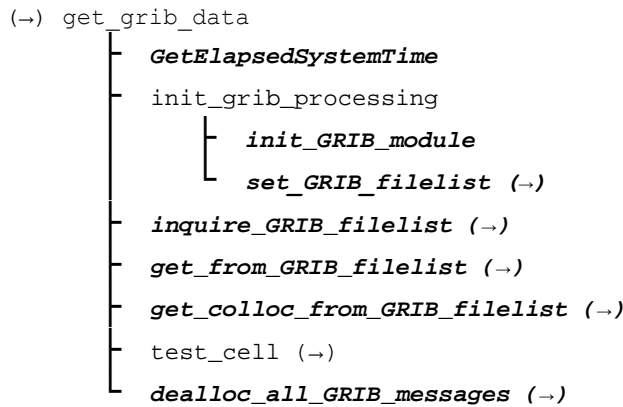 (→) get_grib_data
GetElapsedSystemTime
init_grib_processing
init_GRIB_module
set_GRIB_filelist (→)
inquire_GRIB_filelist (→)
get_from_GRIB_filelist (→)
get_colloc_from_GRIB_filelist (→)
test_cell (→)
dealloc_all_GRIB_messages (→)